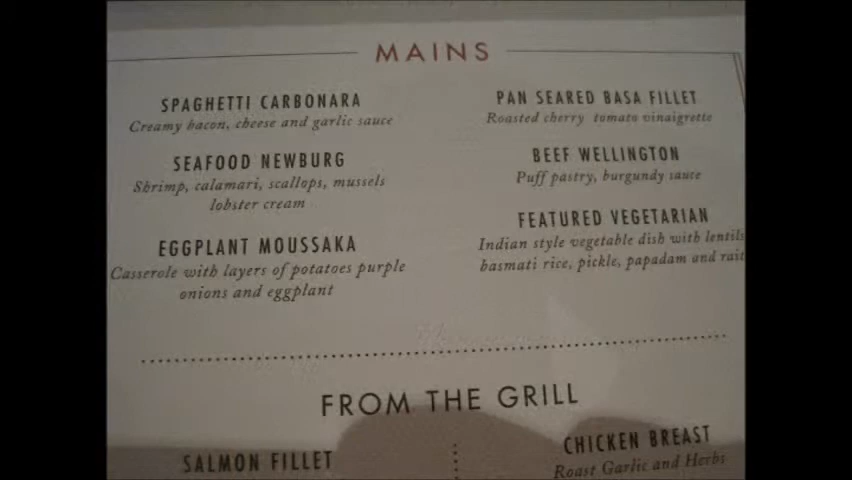 MAINS
SPAGHETTI CARBONARA
Creamy bacon, cheese and garlic sauce
SEAFOOD NEWBURG
Shrimp, calamari, scallops, mussels
lobster cream
EGGPLANT MOUSSAKA
Casserole with layers of potatoes purple
onions and eggplant
PAN SEARED BASA FILLET
Roasted cherry tomato vinaigrette
BEEF WELLINGTON
Puff pastry, burgundy sauce
FEATURED VEGETARIAN
Indian style vegetable dish with lentils
basmati rice, pickle, papadam and rait
FROM THE GRILL
SALMON FILLET
CHICKEN BREAST
Roast Garlic and Herbs